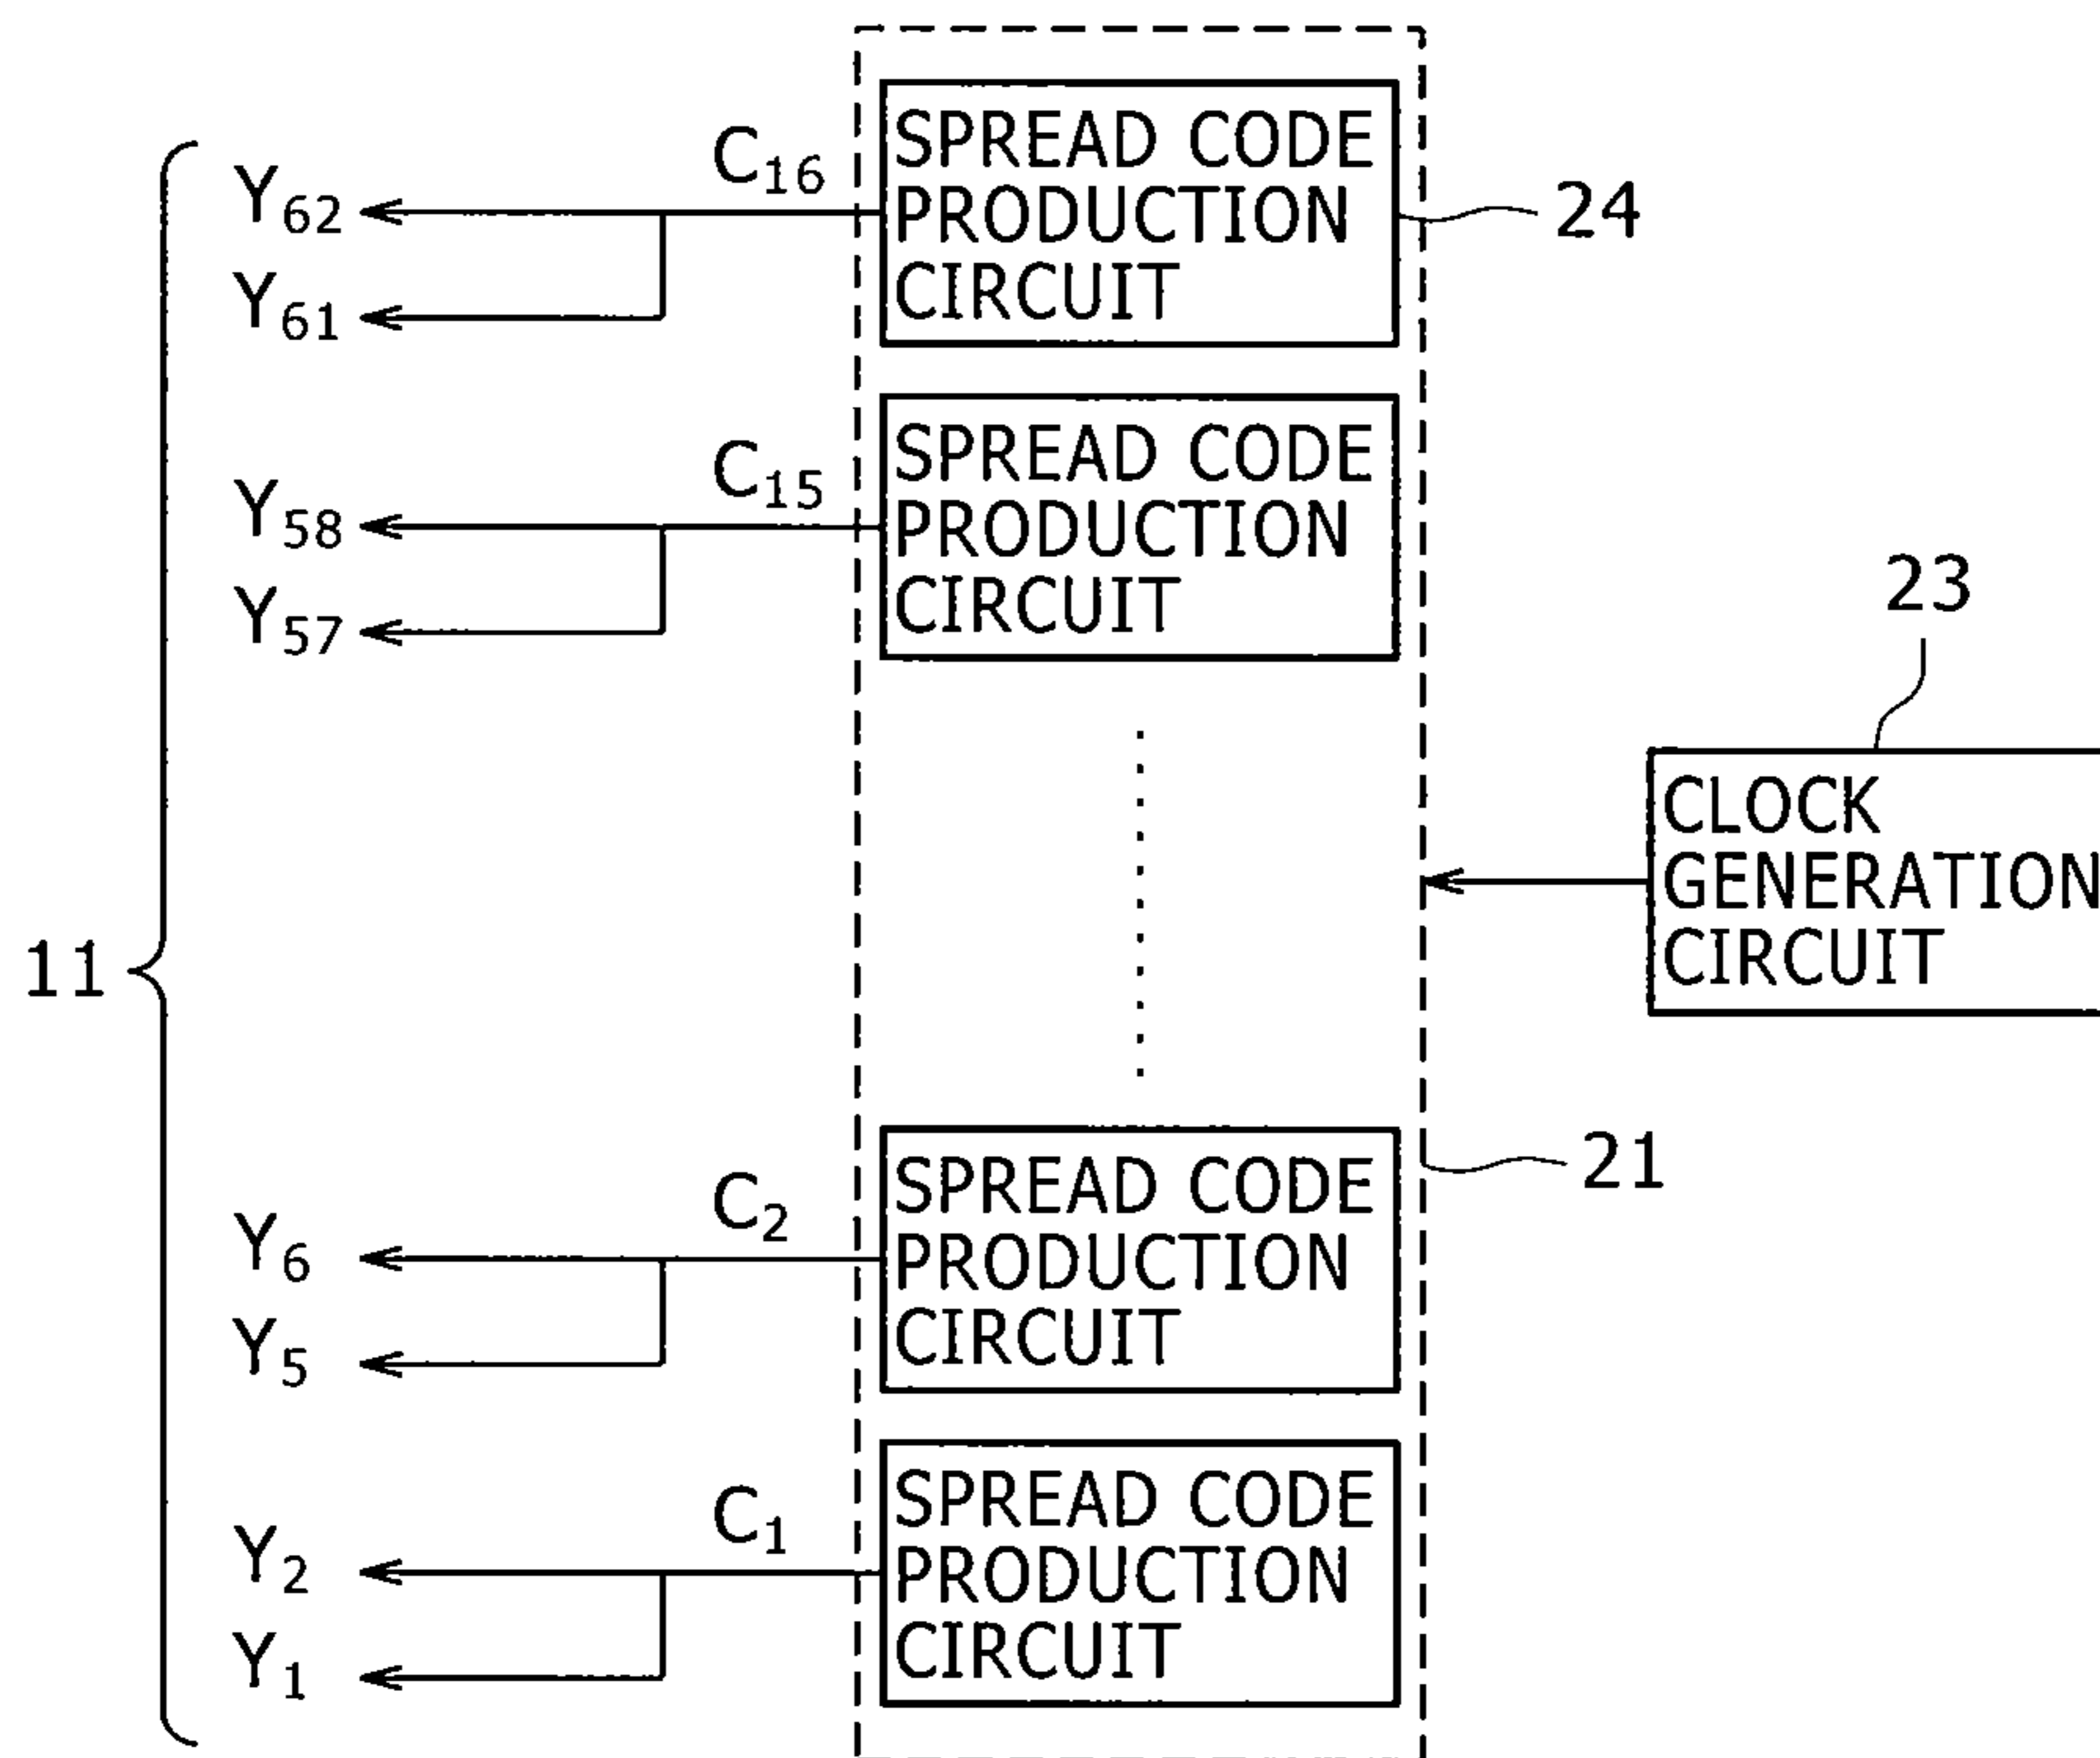 C16
SPREAD CODE
PRODUCTION
CIRCUIT
24
Y62
Y61
C15
SPREAD CODE
PRODUCTION
CIRCUIT
Y58
Y57
23
CLOCK
GENERATION
CIRCUIT
11
21
C2
SPREAD CODE
PRODUCTION
CIRCUIT
Y6
Y5
C1
SPREAD CODE
PRODUCTION
CIRCUIT
Y2
Y1